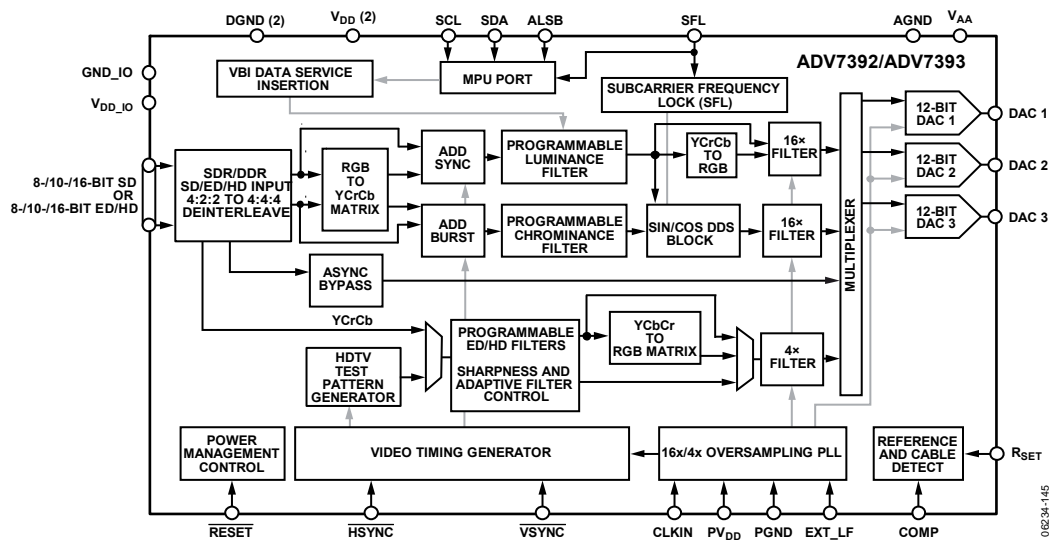 DGND (2)
VDD (2)
SCL
SDA
ALSB
SFL
AGND
VAA
GND_IO
VDD_IO
ADV7392/ADV7393
VBI DATA SERVICE
INSERTION
MPU PORT
SUBCARRIER FREQUENCY
LOCK (SFL)
8-/10-/16-BIT SD
OR
8-/10-/16-BIT ED/HD
SDR/DDR
SD/ED/HD INPUT
4:2:2 TO 4:4:4
DEINTERLEAVE
RGB
TO
YCrCb
MATRIX
ADD
SYNC
PROGRAMMABLE
LUMINANCE
FILTER
YCrCb
TO
RGB
16×
FILTER
ADD
BURST
PROGRAMMABLE
CHROMINANCE
FILTER
SIN/COS DDS
BLOCK
16×
FILTER
MULTIPLEXER
12-BIT
DAC 1
DAC 1
12-BIT
DAC 2
DAC 2
12-BIT
DAC 3
DAC 3
ASYNC
BYPASS
YCrCb
HDTV
TEST
PATTERN
GENERATOR
PROGRAMMABLE
ED/HD FILTERS
SHARPNESS AND
ADAPTIVE FILTER
CONTROL
YCbCr
TO
RGB MATRIX
4×
FILTER
POWER
MANAGEMENT
CONTROL
VIDEO TIMING GENERATOR
16x/4x OVERSAMPLING PLL
REFERENCE
AND CABLE
DETECT
RSET
RESET
HSYNC
VSYNC
CLKIN
PVDD
PGND
EXT_LF
COMP
06234-145